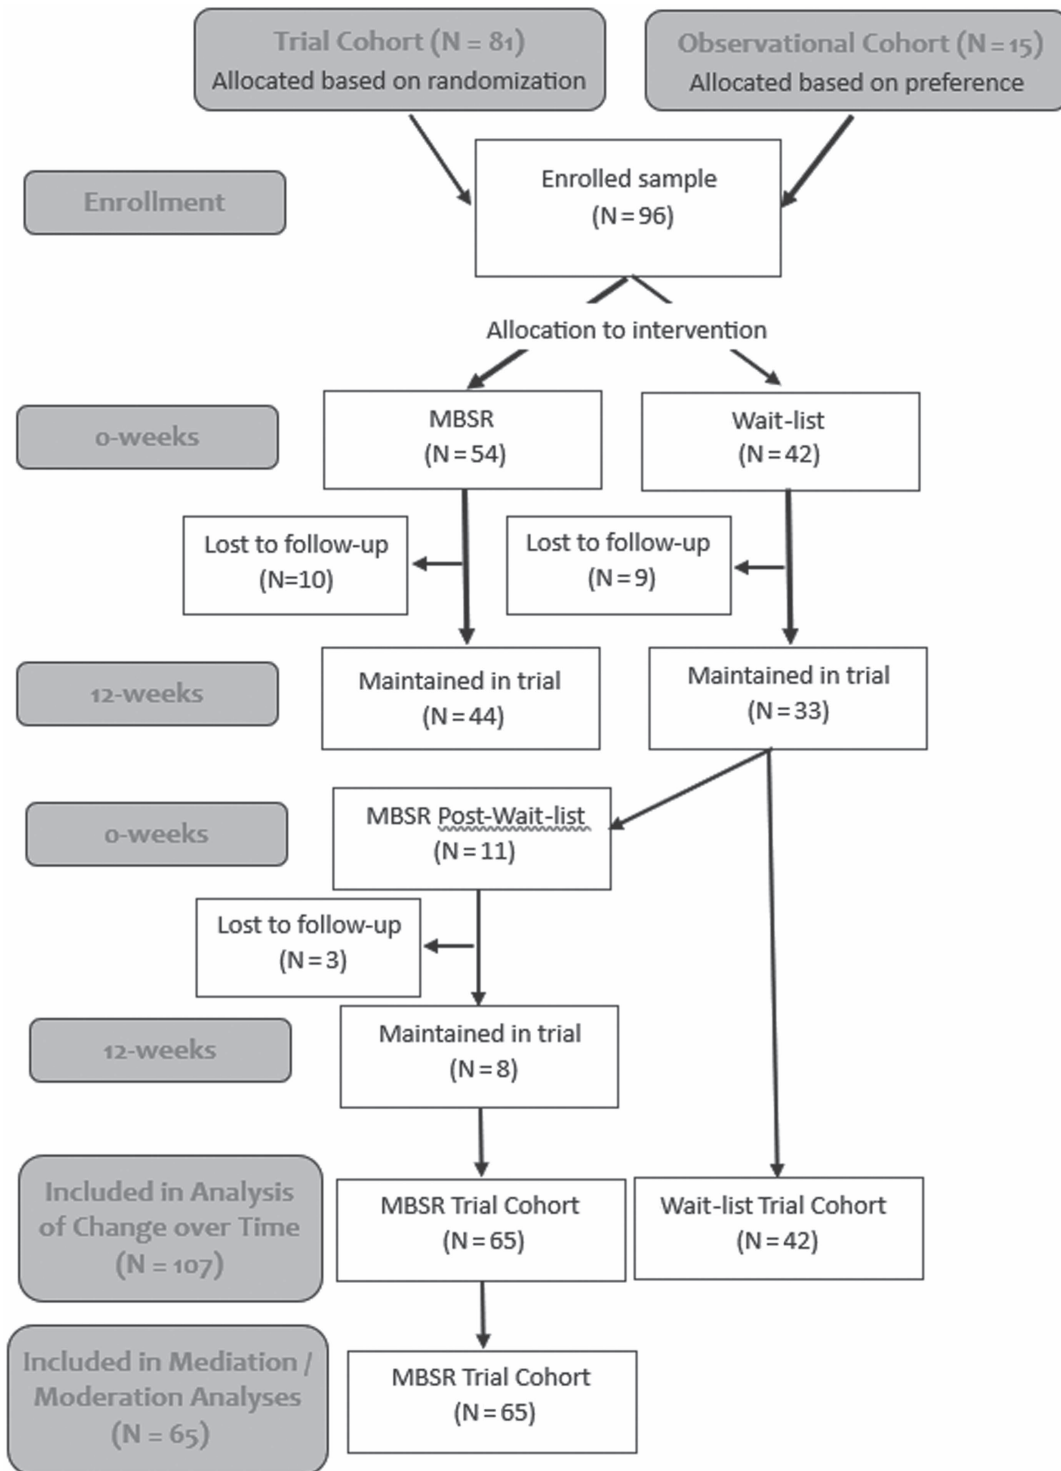 Trial Cohort (N = 81)
Allocated based on randomization
Observational Cohort (N = 15)
Allocated based on preference
Enrollment
Enrolled sample
(N = 96)
Allocation to intervention
0-weeks
MBSR
(N = 54)
Wait-list
(N = 42)
Lost to follow-up
(N=10)
Lost to follow-up
(N = 9)
12-weeks
Maintained in trial
(N = 44)
Maintained in trial
(N = 33)
0-weeks
MBSR Post-Wait-list
(N = 11)
Lost to follow-up
(N = 3)
12-weeks
Maintained in trial
(N = 8)
Included in Analysis
of Change over Time
(N = 107)
MBSR Trial Cohort
(N = 65)
Wait-list Trial Cohort
(N = 42)
Included in Mediation /
Moderation Analyses
(N = 65)
MBSR Trial Cohort
(N = 65)